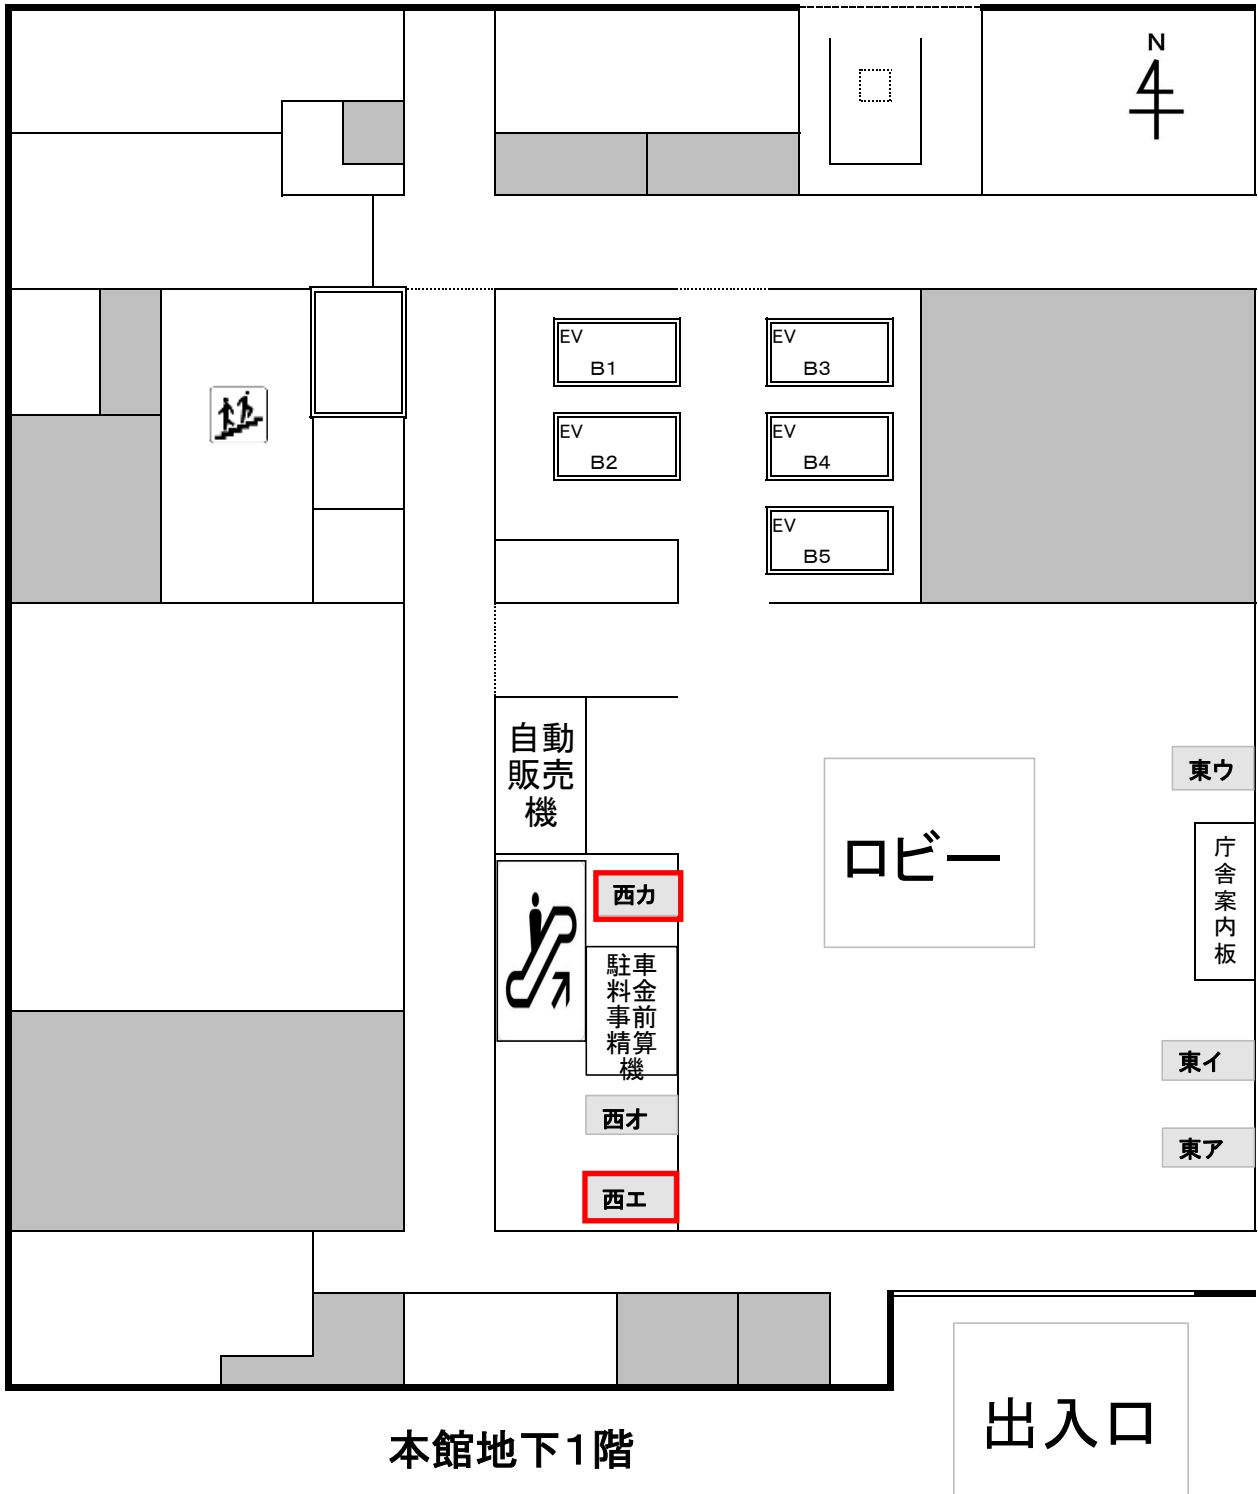 N
EV
B1
EV
B3
EV
B2
EV
B4
EV
B5
自動
販売
機
東ウ
ロビー
庁
舎
案
内
板
西カ
駐車
料金
事前
精算
機
東イ
西オ
東ア
西エ
出入口
本館地下1階